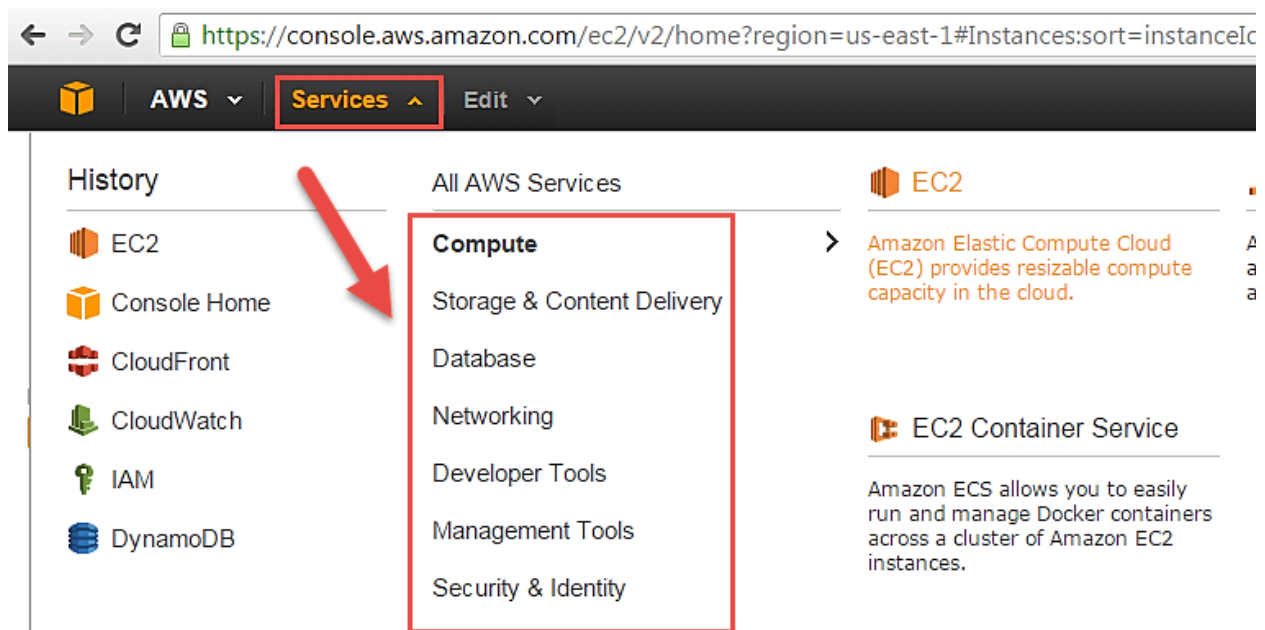 https://console.aws.amazon.com/ec2/v2/home?region=us-east-1#Instances:sort=instanceId
AWS Services Edit
History
EC2
Console Home
CloudFront
CloudWatch
IAM
DynamoDB
All AWS Services
Compute
Storage & Content Delivery
Database
Networking
Developer Tools
Management Tools
Security & Identity
EC2
Amazon Elastic Compute Cloud
(EC2) provides resizable compute
capacity in the cloud.
EC2 Container Service
Amazon ECS allows you to easily
run and manage Docker containers
across a cluster of Amazon EC2
instances.